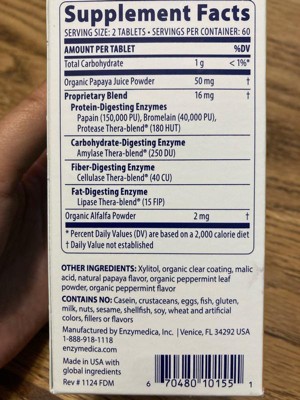 Supplement Facts
SERVING SIZE: 2 TABLETS • SERVINGS PER CONTAINER: 60
AMOUNT PER TABLET %DV
Total Carbohydrate 1 g < 1%*
Organic Papaya Juice Powder 50 mg †
Proprietary Blend 16 mg †
Protein-Digesting Enzymes
Papain (150,000 PU), Bromelain (40,000 PU),
Protease Thera-blend® (180 HUT)
Carbohydrate-Digesting Enzyme
Amylase Thera-blend® (250 DU)
Fiber-Digesting Enzyme
Cellulase Thera-blend® (40 CU)
Fat-Digesting Enzyme
Lipase Thera-blend® (15 FIP)
Organic Alfalfa Powder 2 mg †
* Percent Daily Values (DV) are based on a 2,000 calorie diet
† Daily Value not established
OTHER INGREDIENTS: Xylitol, organic clear coating, malic
acid, natural papaya flavor, organic peppermint leaf
powder, organic peppermint flavor
CONTAINS NO: Casein, crustaceans, eggs, fish, gluten,
milk, nuts, sesame, shellfish, soy, wheat and artificial
colors, fillers or flavors
Manufactured by Enzymedica, Inc. | Venice, FL 34292 USA
1-888-918-1118
enzymedica.com
Made in USA with
global ingredients
Rev # 1124 FDM
6 70480 10155 1